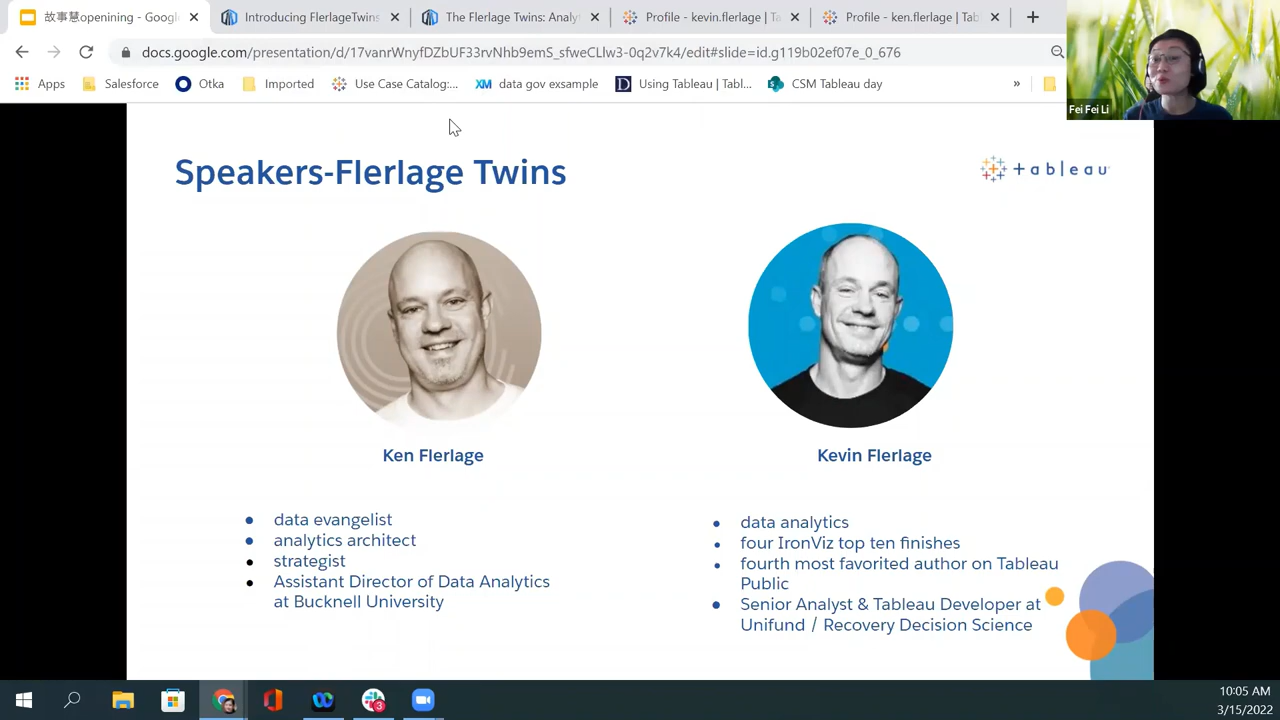 故事慧openining - Google
Introducing FlerlageTwins
The Flerlage Twins: Analy
Profile - kevin.flerlage | Ta
Profile - ken.flerlage | Tab
docs.google.com/presentation/d/17vanrWnyfDZbUF33rvNhb9emS_sfweCLlw3-0q2v7k4/edit#slide=id.g119b02ef07e_0_676
Apps
Salesforce
Otka
Imported
Use Case Catalog:...
XM
data gov exsample
Using Tableau | Tabl...
CSM Tableau day
»
Fei Fei Li
Speakers-Flerlage Twins
+ableau
Ken Flerlage
Kevin Flerlage
data evangelist
analytics architect
strategist
Assistant Director of Data Analytics
at Bucknell University
data analytics
four IronViz top ten finishes
fourth most favorited author on Tableau
Public
Senior Analyst & Tableau Developer at
Unifund / Recovery Decision Science
3
10:05 AM
3/15/2022